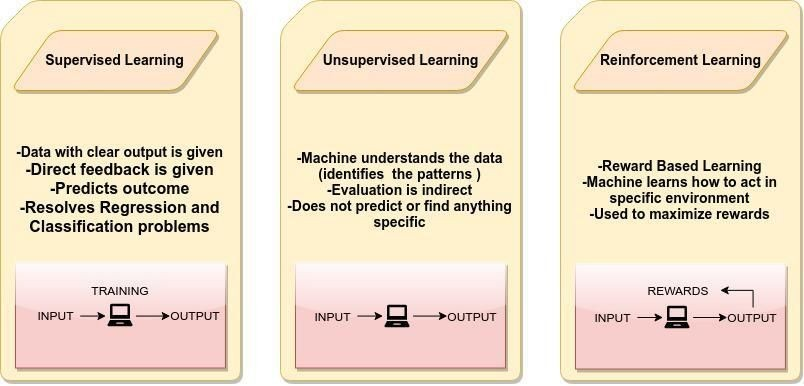 Supervised Learning
-Data with clear output is given
-Direct feedback is given
-Predicts outcome
-Resolves Regression and
Classification problems
TRAINING
INPUT OUTPUT
Unsupervised Learning
-Machine understands the data
(identifies the patterns )
-Evaluation is indirect
-Does not predict or find anything
specific
INPUT OUTPUT
Reinforcement Learning
-Reward Based Learning
-Machine learns how to act in
specific environment
-Used to maximize rewards
REWARDS
INPUT OUTPUT